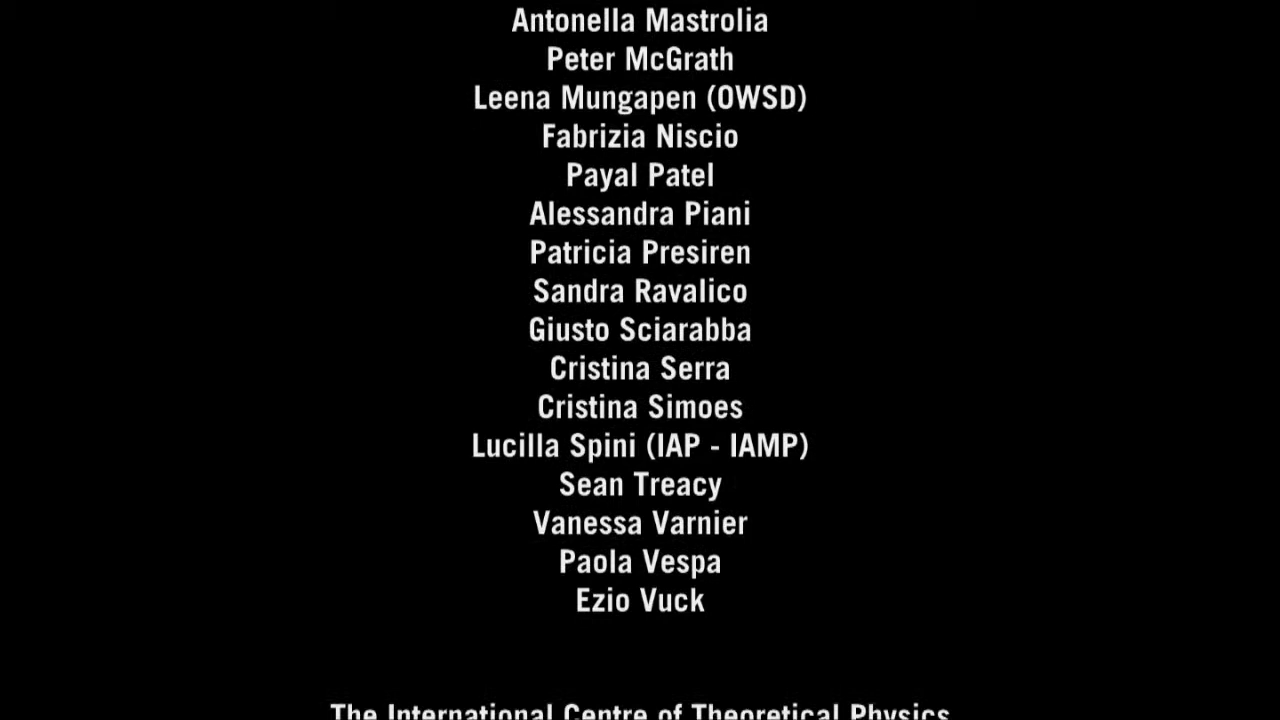 Antonella Mastrolia
Peter McGrath
Leena Mungapen (OWSD)
Fabrizia Niscio
Payal Patel
Alessandra Piani
Patricia Presiren
Sandra Ravalico
Giusto Sciarabba
Cristina Serra
Cristina Simoes
Lucilla Spini (IAP - IAMP)
Sean Treacy
Vanessa Varnier
Paola Vespa
Ezio Vuck
The International Centre of Theoretical Physics